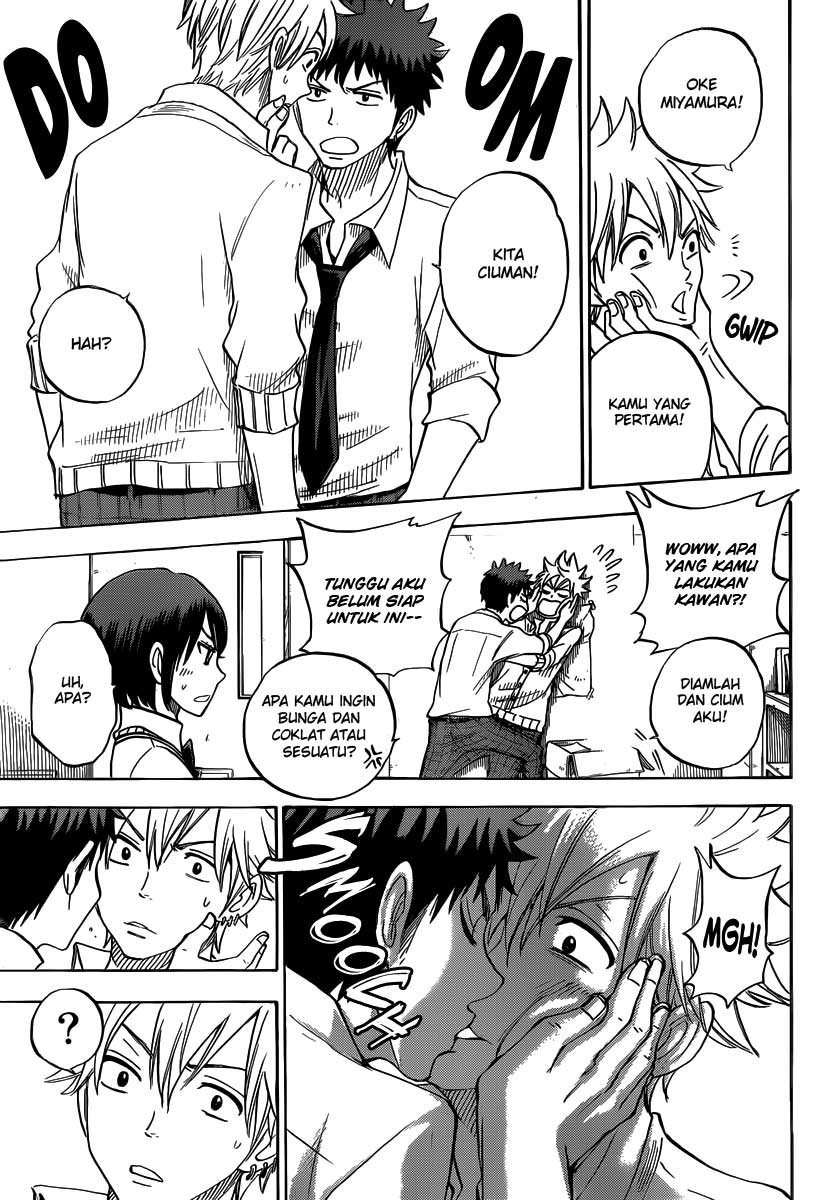 OKE
MIYAMURA!
GWIP
KAMU YANG
PERTAMA!
DO
OM
KITA
CIUMAN!
HAH?
WOWW, APA
YANG KAMU
LAKUKAN
KAWAN?!
DIAMLAH
DAN CIUM
AKU!
TUNGGU AKU
BELUM SIAP
UNTUK INI--
APA KAMU INGIN
BUNGA DAN
COKLAT ATAU
SESUATU?
UH,
APA?
MGH!
SMOOSH
?